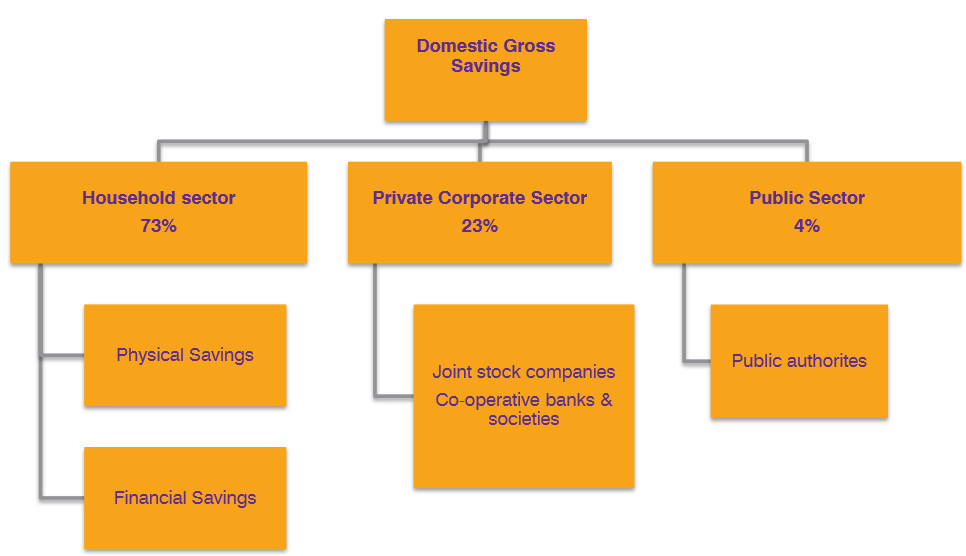 Domestic Gross
Savings
Household sector
73%
Private Corporate Sector
23%
Public Sector
4%
Physical Savings
Financial Savings
Joint stock companies
Co-operative banks &
societies
Public authorites